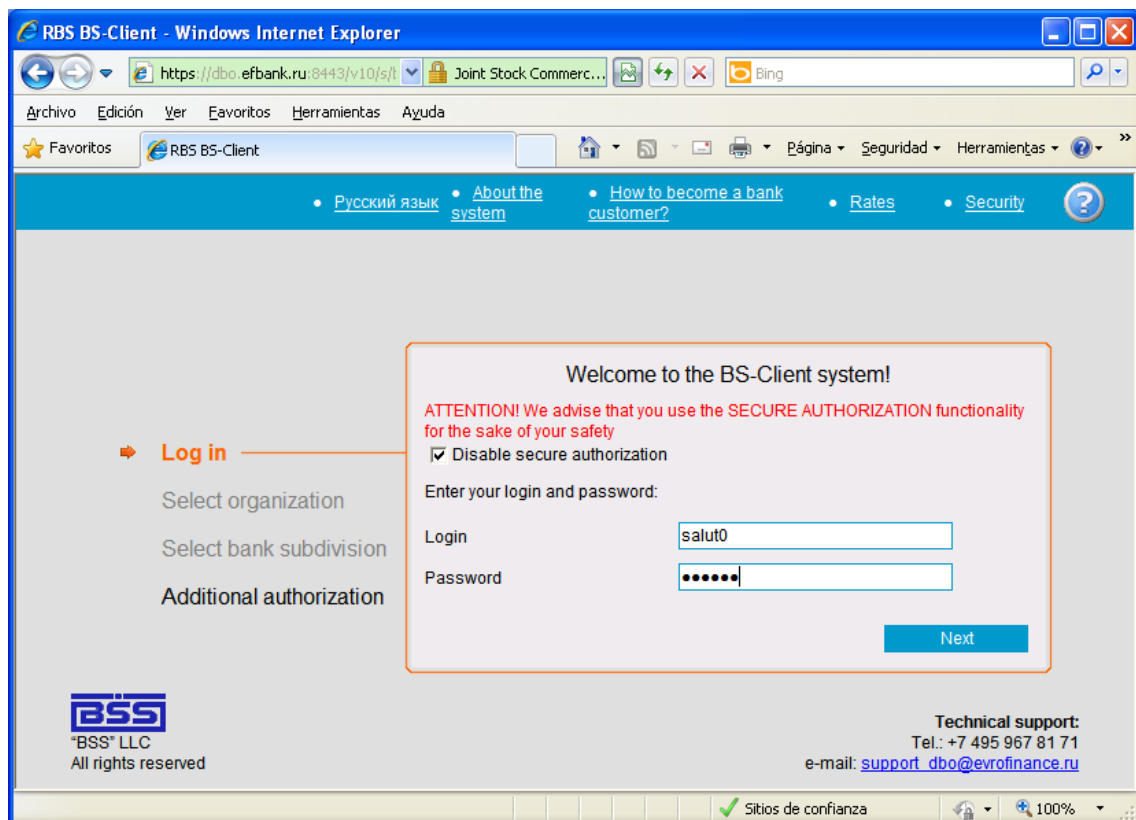 RBS BS-Client - Windows Internet Explorer
https://dbo.efbank.ru:8443/v10/s/t Joint Stock Commerc... Bing
Archivo Edición Ver Favoritos Herramientas Ayuda
Favoritos RBS BS-Client Página Seguridad Herramientas »
• Русский язык • About the system • How to become a bank customer? • Rates • Security
Welcome to the BS-Client system!
ATTENTION! We advise that you use the SECURE AUTHORIZATION functionality
for the sake of your safety
Disable secure authorization
Log in
Select organization
Select bank subdivision
Additional authorization
Enter your login and password:
Login salut0
Password ••••••
Next
BSS
"BSS" LLC
All rights reserved
Technical support:
Tel.: +7 495 967 81 71
e-mail: support_dbo@evrofinance.ru
Sitios de confianza 100%